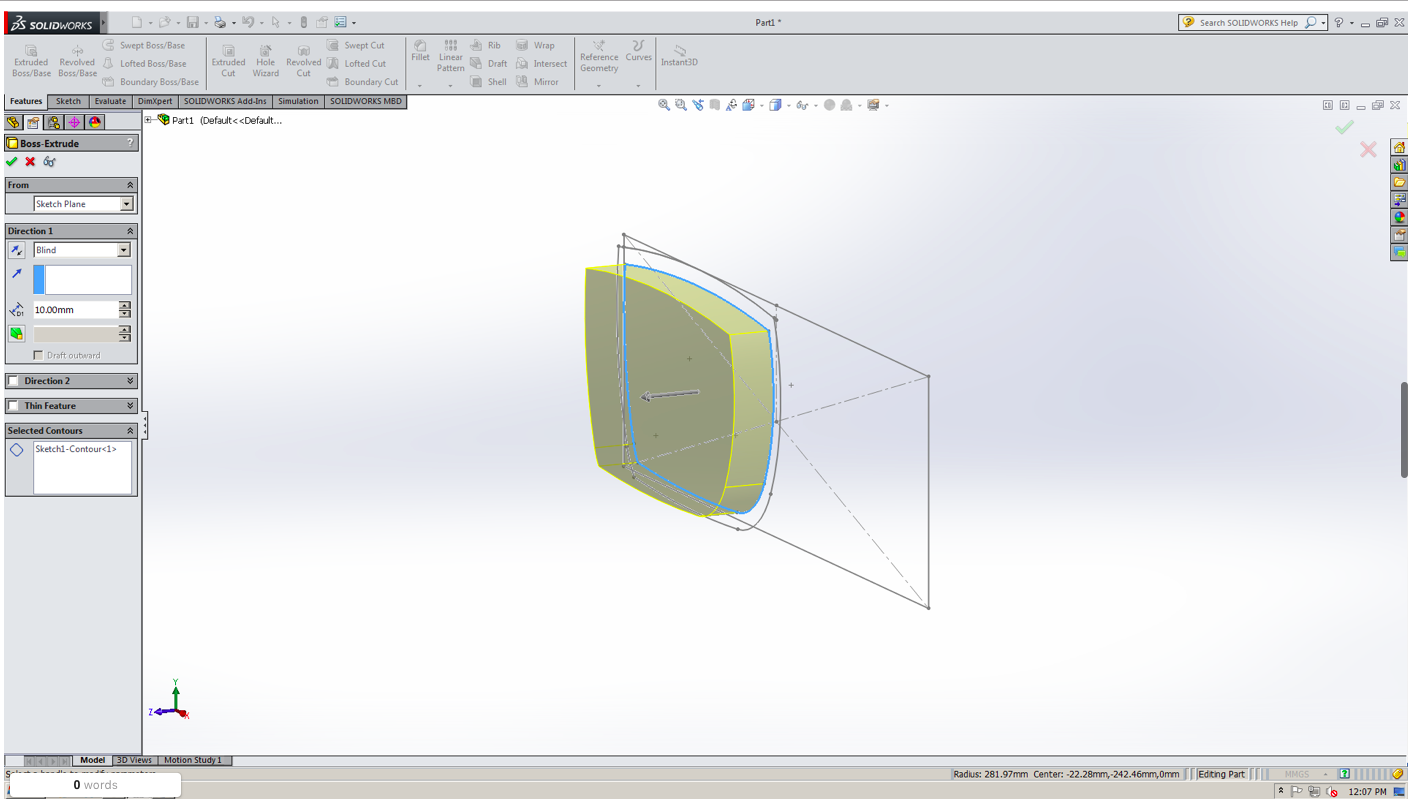 SOLIDWORKS
Part1 *
Search SOLIDWORKS Help
Extruded Boss/Base
Revolved Boss/Base
Swept Boss/Base
Lofted Boss/Base
Boundary Boss/Base
Extruded Cut
Hole Wizard
Revolved Cut
Swept Cut
Lofted Cut
Boundary Cut
Fillet
Linear Pattern
Rib
Draft
Shell
Wrap
Intersect
Mirror
Reference Geometry
Curves
Instant3D
Features Sketch Evaluate DimXpert SOLIDWORKS Add-Ins Simulation SOLIDWORKS MBD
Part1 (Default<<Default...
Boss-Extrude ?
From
Sketch Plane
Direction 1
Blind
D1
10.00mm
Draft outward
Direction 2
Thin Feature
Selected Contours
Sketch1-Contour<1>
Y
Z
X
Model 3D Views Motion Study 1
Radius: 281.97mm Center: -22.28mm,-242.46mm,0mm Editing Part MMGS
0 words
12:07 PM